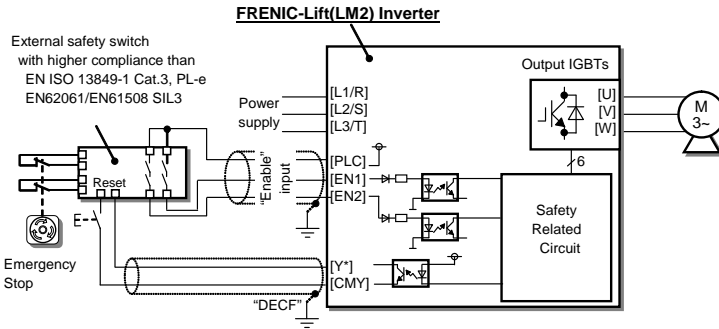 FRENIC-Lift(LM2) Inverter
External safety switch
with higher compliance than
EN ISO 13849-1 Cat.3, PL-e
EN62061/EN61508 SIL3
Output IGBTs
Power
supply
[L1/R]
[L2/S]
[L3/T]
[U]
[V]
[W]
M
3~
[PLC]
[EN1]
[EN2]
"Enable"
input
6
Reset
E
Safety
Related
Circuit
Emergency
Stop
[Y*]
[CMY]
"DECF"